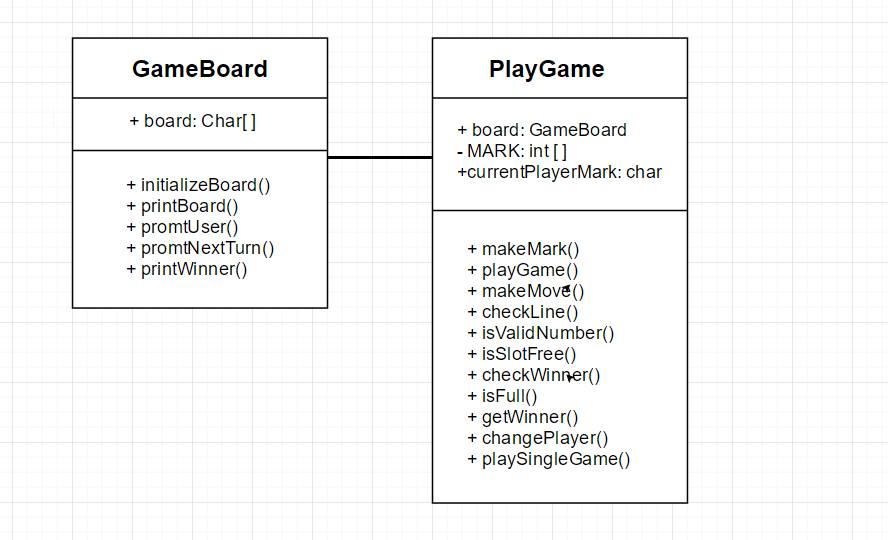 GameBoard
+ board: Char[ ]
+ initializeBoard()
+ printBoard()
+ promtUser()
+ promtNextTurn()
+ printWinner()
PlayGame
+ board: GameBoard
- MARK: int [ ]
+currentPlayerMark: char
+ makeMark()
+ playGame()
+ makeMove()
+ checkLine()
+ isValidNumber()
+ isSlotFree()
+ checkWinner()
+ isFull()
+ getWinner()
+ changePlayer()
+ playSingleGame()